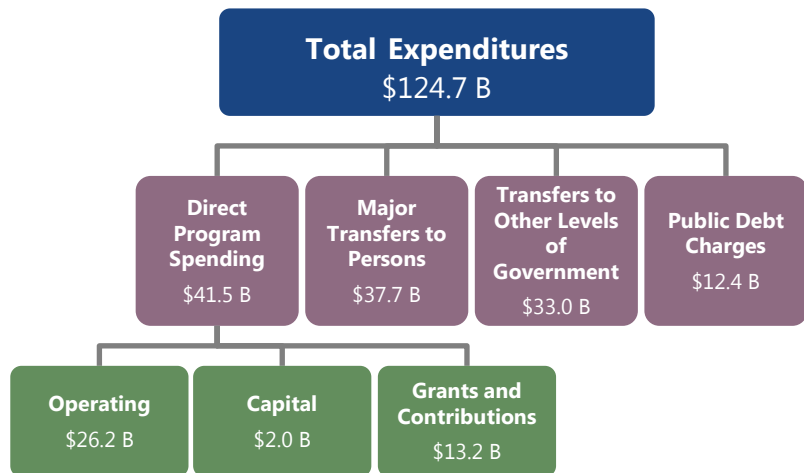 Total Expenditures
$124.7 B
Direct
Program
Spending
$41.5 B
Major
Transfers to
Persons
$37.7 B
Transfers to
Other Levels
of
Government
$33.0 B
Public Debt
Charges
$12.4 B
Operating
$26.2 B
Capital
$2.0 B
Grants and
Contributions
$13.2 B